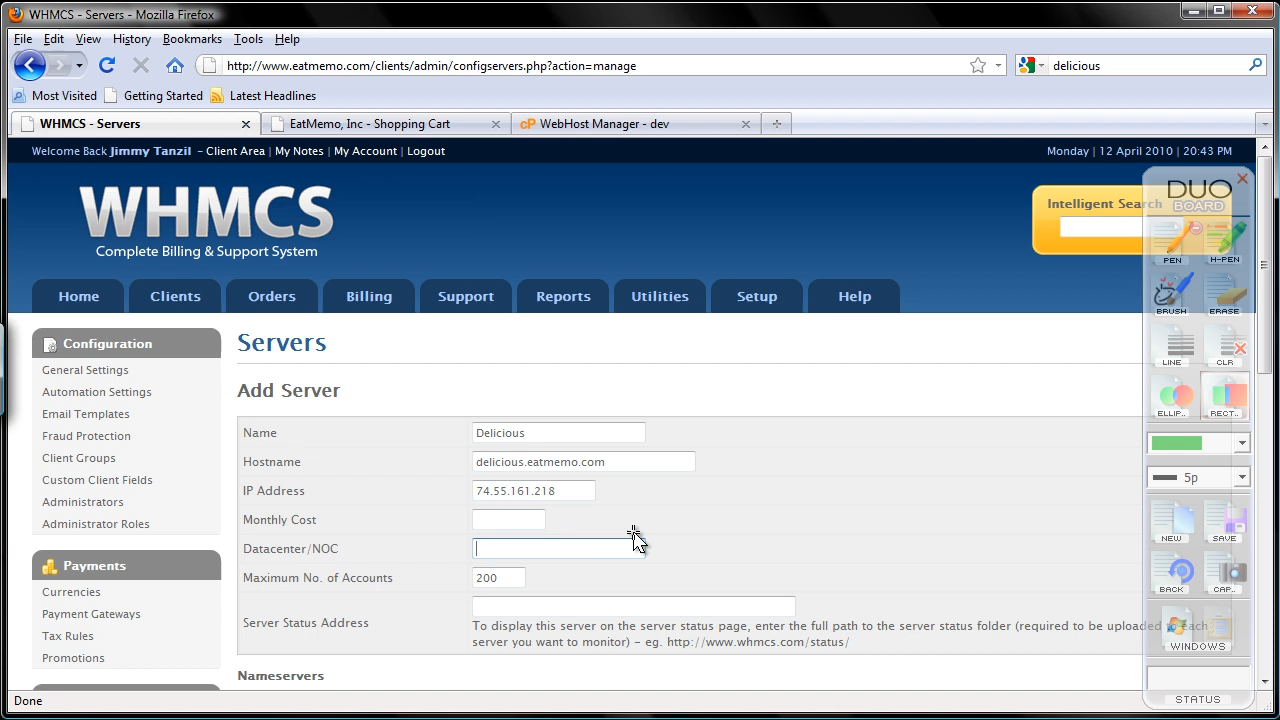 WHMCS - Servers - Mozilla Firefox
File Edit View History Bookmarks Tools Help
http://www.eatmemo.com/clients/admin/configservers.php?action=manage
delicious
Most Visited Getting Started Latest Headlines
WHMCS - Servers
EatMemo, Inc - Shopping Cart
cP WebHost Manager - dev
Welcome Back Jimmy Tanzil - Client Area | My Notes | My Account | Logout
Monday | 12 April 2010 | 20:43 PM
WHMCS
Complete Billing & Support System
Intelligent Search
Home Clients Orders Billing Support Reports Utilities Setup Help
Configuration
General Settings
Automation Settings
Email Templates
Fraud Protection
Client Groups
Custom Client Fields
Administrators
Administrator Roles
Payments
Currencies
Payment Gateways
Tax Rules
Promotions
Servers
Add Server
Name Delicious
Hostname delicious.eatmemo.com
IP Address 74.55.161.218
Monthly Cost
Datacenter/NOC
Maximum No. of Accounts 200
Server Status Address
To display this server on the server status page, enter the full path to the server status folder (required to be uploaded to each
server you want to monitor) - eg. http://www.whmcs.com/status/
Nameservers
DUO
BOARD
PEN H-PEN
BRUSH ERASE
LINE CLR
ELLIP.. RECT..
5p
NEW SAVE
BACK CAP..
WINDOWS
STATUS
Done